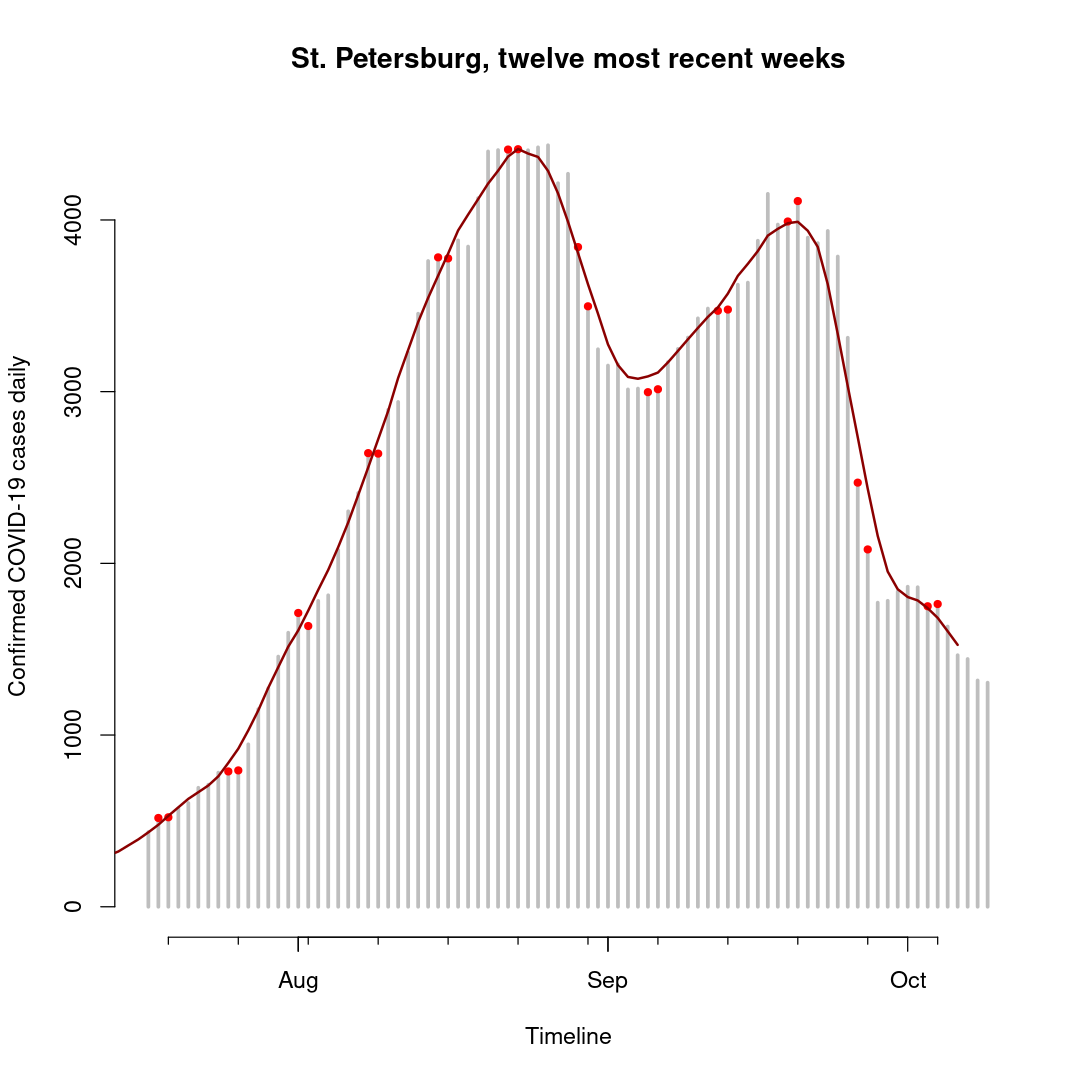 St. Petersburg, twelve most recent weeks
Confirmed COVID-19 cases daily
4000
3000
2000
1000
0
Aug Sep Oct
Timeline